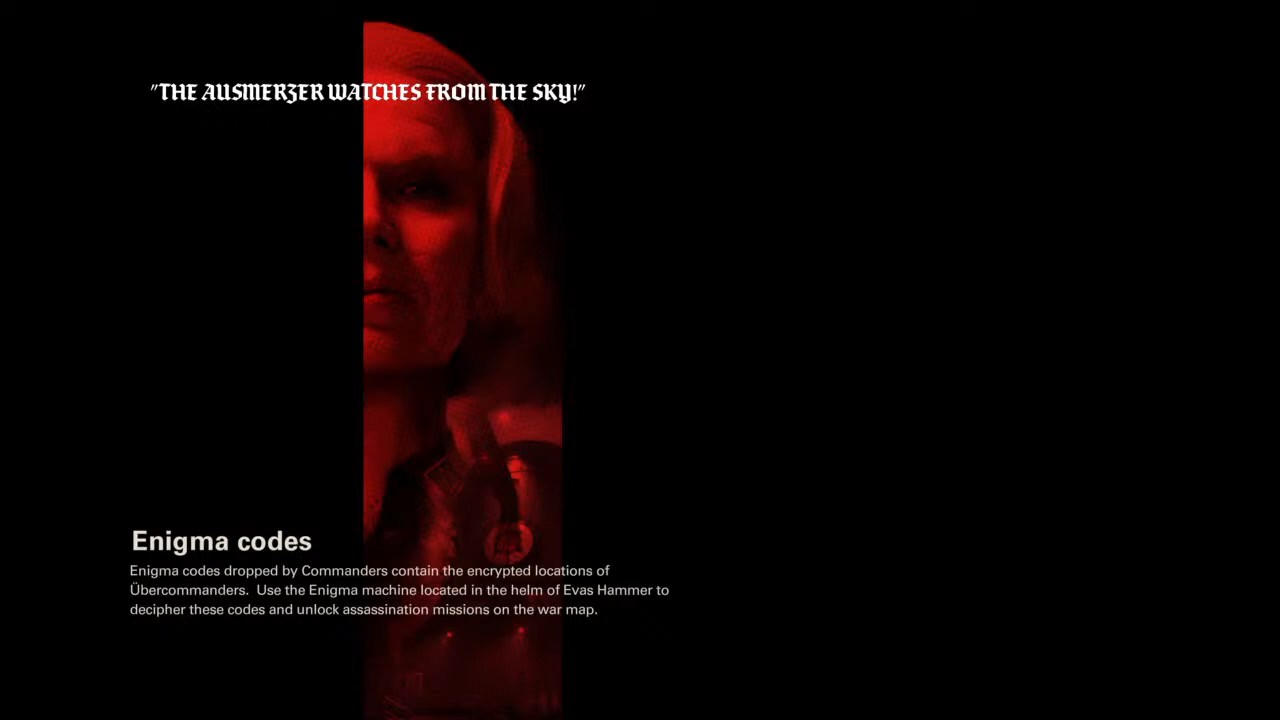 "THE AUSMERZER WATCHES FROM THE SKY!"
Enigma codes
Enigma codes dropped by Commanders contain the encrypted locations of
Übercommanders.  Use the Enigma machine located in the helm of Evas Hammer to
decipher these codes and unlock assassination missions on the war map.